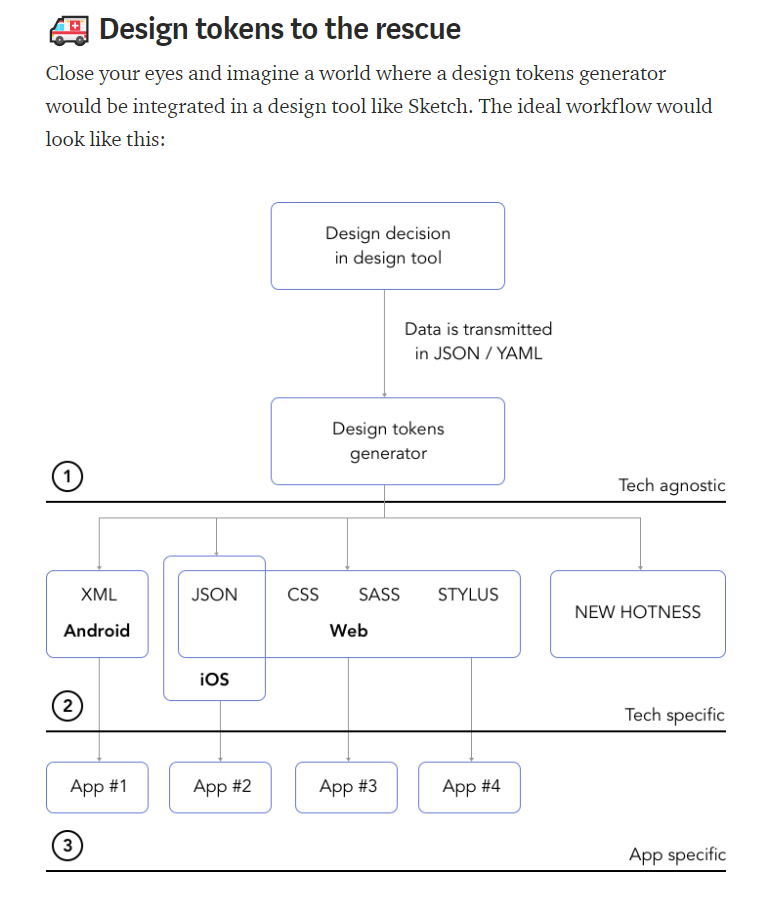 Design tokens to the rescue
Close your eyes and imagine a world where a design tokens generator
would be integrated in a design tool like Sketch. The ideal workflow would
look like this:
Design decision
in design tool
Data is transmitted
in JSON / YAML
Design tokens
generator
1
Tech agnostic
XML
Android
JSON
iOS
CSS SASS STYLUS
Web
NEW HOTNESS
2
Tech specific
App #1
App #2
App #3
App #4
3
App specific